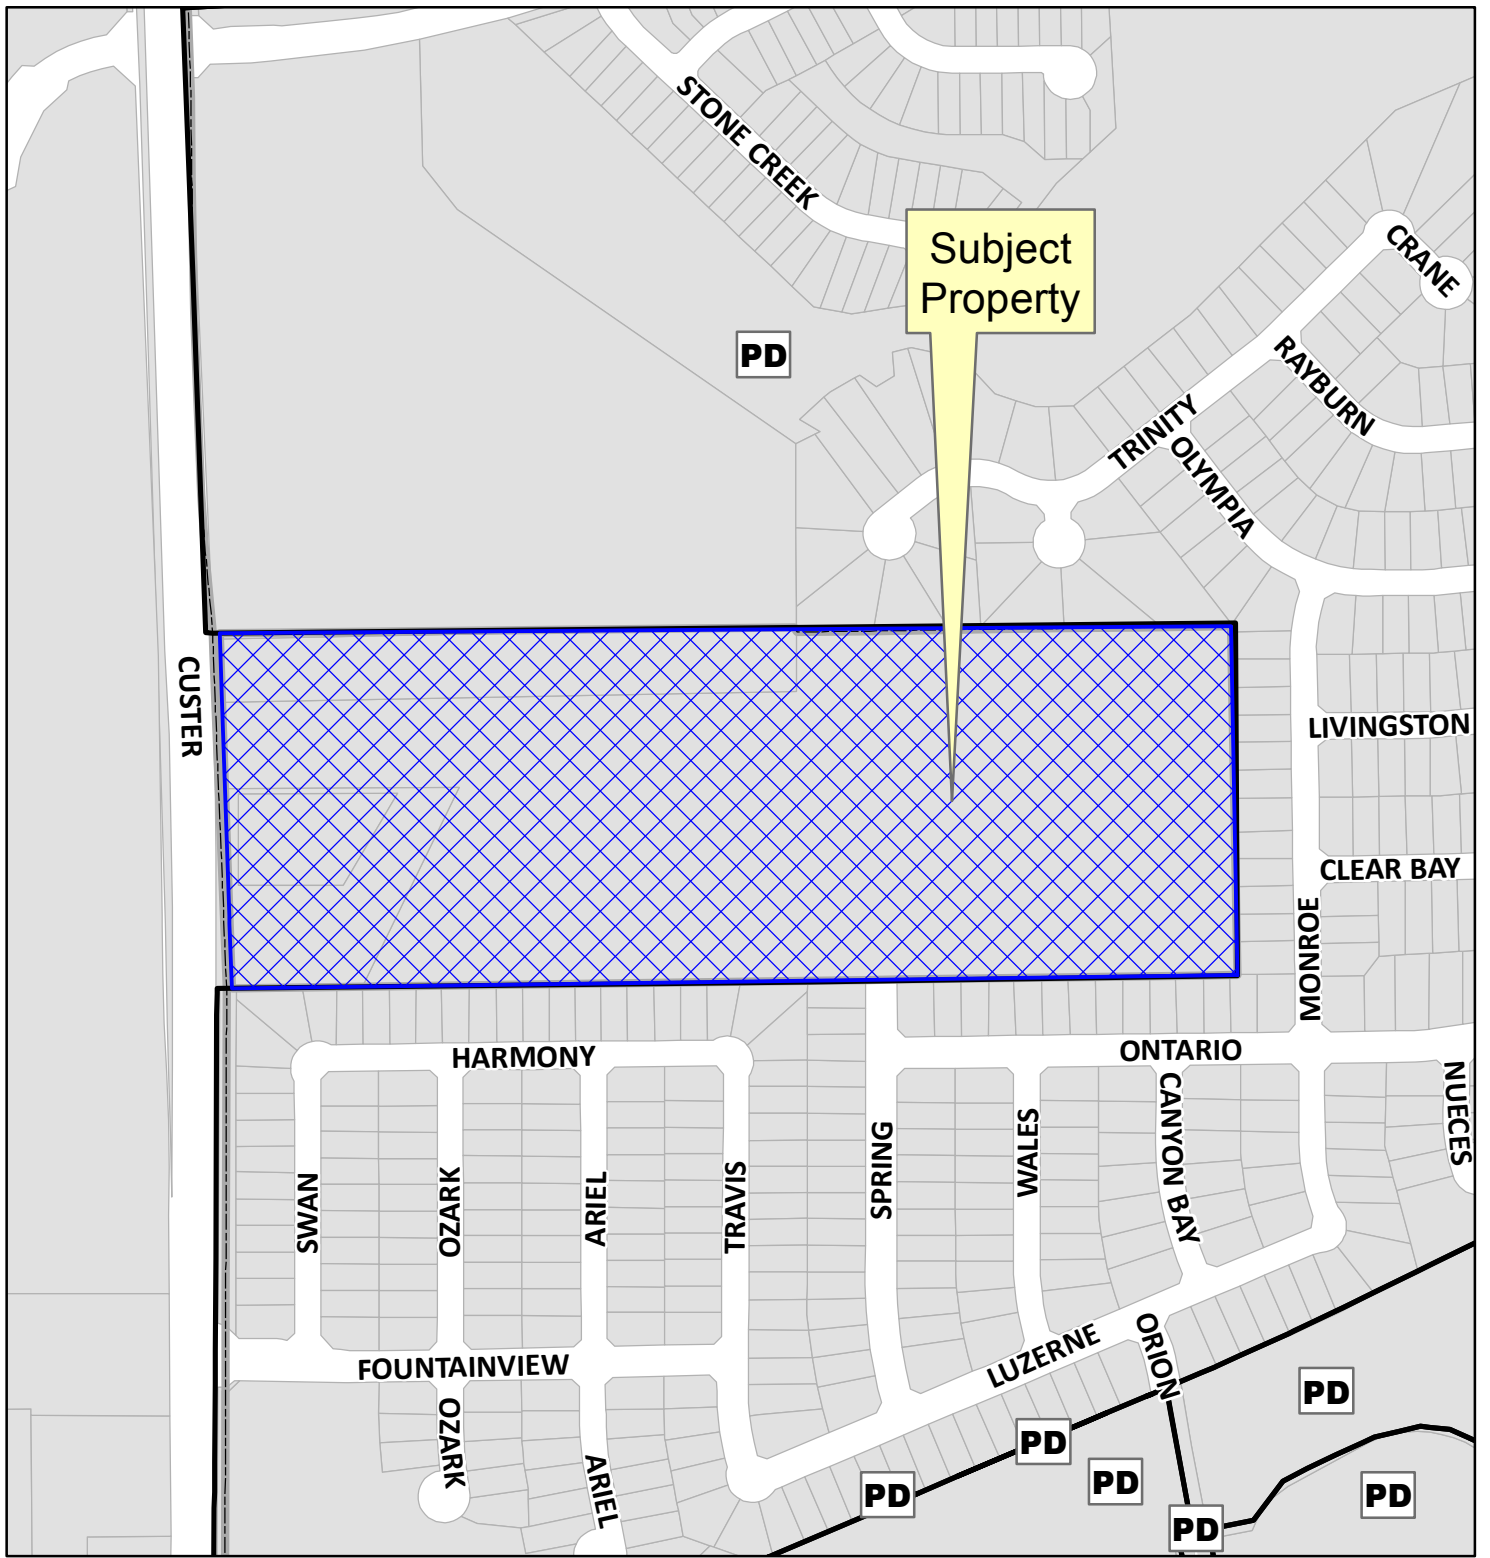 STONE CREEK
Subject
Property
CRANE
PD
RAYBURN
TRINITY
OLYMPIA
CUSTER
LIVINGSTON
CLEAR BAY
MONROE
HARMONY
ONTARIO
NUECES
SWAN
OZARK
ARIEL
TRAVIS
SPRING
WALES
CANYON BAY
FOUNTAINVIEW
LUZERNE
ORION
OZARK
ARIEL
PD
PD
PD
PD
PD
PD